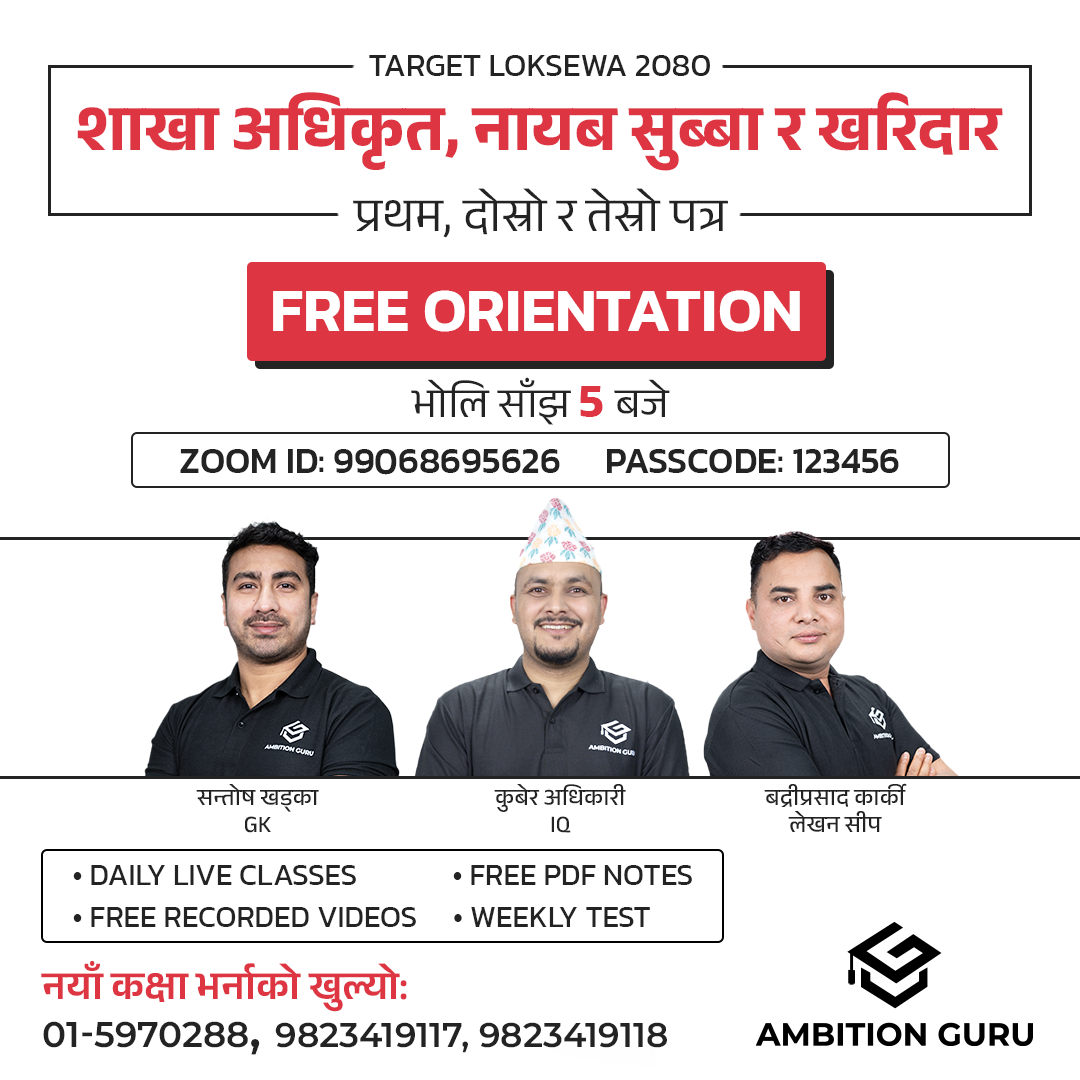 TARGET LOKSEWA 2080
शाखा अधिकृत, नायब सुब्बा र खरिदार
प्रथम, दोस्रो र तेस्रो पत्र
FREE ORIENTATION
भोलि साँझ 5 बजे
ZOOM ID: 99068695626 PASSCODE: 123456
AMBITION GURU
AMBITION GURU
सन्तोष खड्का
GK
कुबेर अधिकारी
IQ
बद्रीप्रसाद कार्की
लेखन सीप
• DAILY LIVE CLASSES
• FREE PDF NOTES
• FREE RECORDED VIDEOS
• WEEKLY TEST
नयाँ कक्षा भर्नाको खुल्यो:
01-5970288, 9823419117, 9823419118
AMBITION GURU